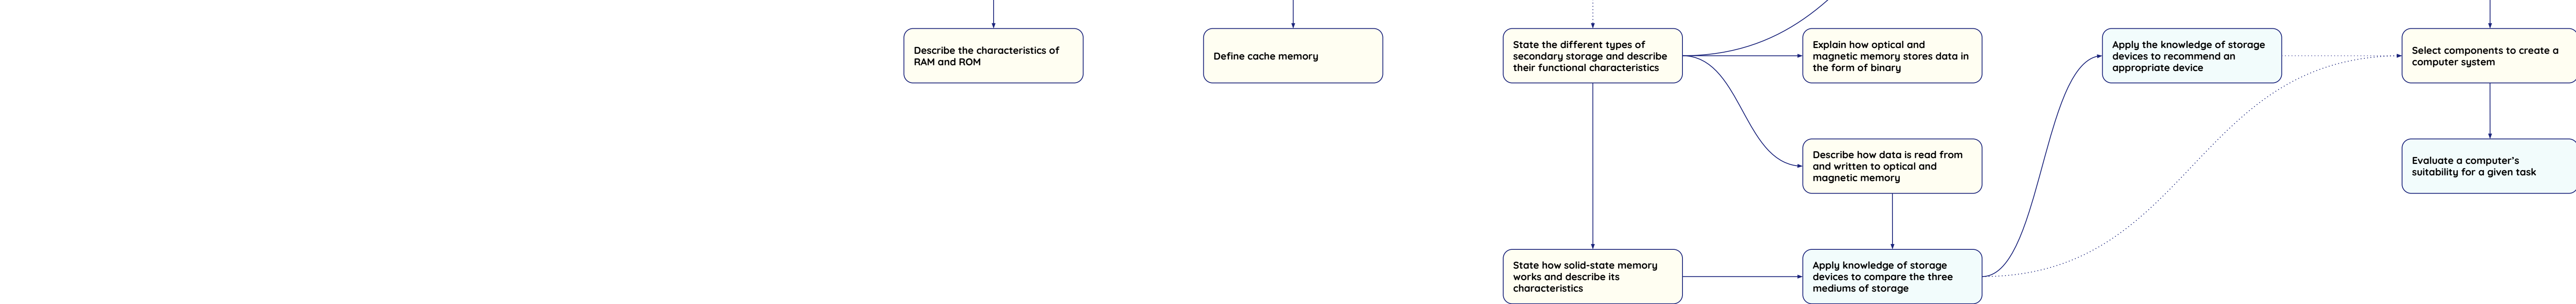 Describe the characteristics of
RAM and ROM
Define cache memory
State the different types of
secondary storage and describe
their functional characteristics
Explain how optical and
magnetic memory stores data in
the form of binary
Apply the knowledge of storage
devices to recommend an
appropriate device
Select components to create a
computer system
Describe how data is read from
and written to optical and
magnetic memory
Evaluate a computer's
suitability for a given task
State how solid-state memory
works and describe its
characteristics
Apply knowledge of storage
devices to compare the three
mediums of storage